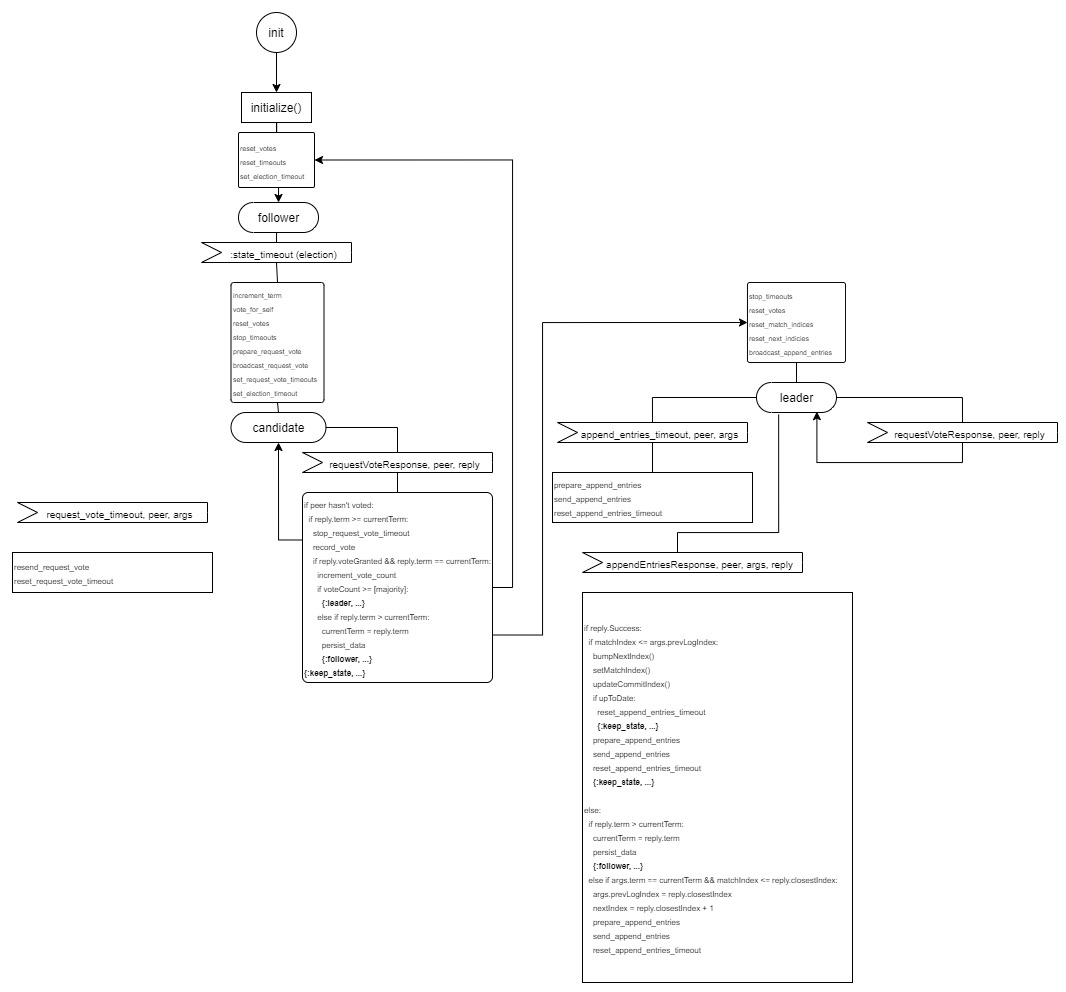 init
initialize()
reset_votes
reset_timeouts
set_election_timeout
follower
:state_timeout (election)
increment_term
vote_for_self
reset_votes
stop_timeouts
prepare_request_vote
broadcast_request_vote
set_request_vote_timeouts
set_election_timeout
candidate
requestVoteResponse, peer, reply
if peer hasn't voted:
if reply.term >= currentTerm:
stop_request_vote_timeout
record_vote
if reply.voteGranted && reply.term == currentTerm:
increment_vote_count
if voteCount >= [majority]:
{:leader, ...}
else if reply.term > currentTerm:
currentTerm = reply.term
persist_data
{:follower, ...}
{:keep_state, ...}
request_vote_timeout, peer, args
resend_request_vote
reset_request_vote_timeout
stop_timeouts
reset_votes
reset_match_indices
reset_next_indicies
broadcast_append_entries
leader
append_entries_timeout, peer, args
prepare_append_entries
send_append_entries
reset_append_entries_timeout
requestVoteResponse, peer, reply
appendEntriesResponse, peer, args, reply
if reply.Success:
if matchIndex <= args.prevLogIndex:
bumpNextIndex()
setMatchIndex()
updateCommitIndex()
if upToDate:
reset_append_entries_timeout
{:keep_state, ...}
prepare_append_entries
send_append_entries
reset_append_entries_timeout
{:keep_state, ...}
else:
if reply.term > currentTerm:
currentTerm = reply.term
persist_data
{:follower, ...}
else if args.term == currentTerm && matchIndex <= reply.closestIndex:
args.prevLogIndex = reply.closestIndex
nextIndex = reply.closestIndex + 1
prepare_append_entries
send_append_entries
reset_append_entries_timeout